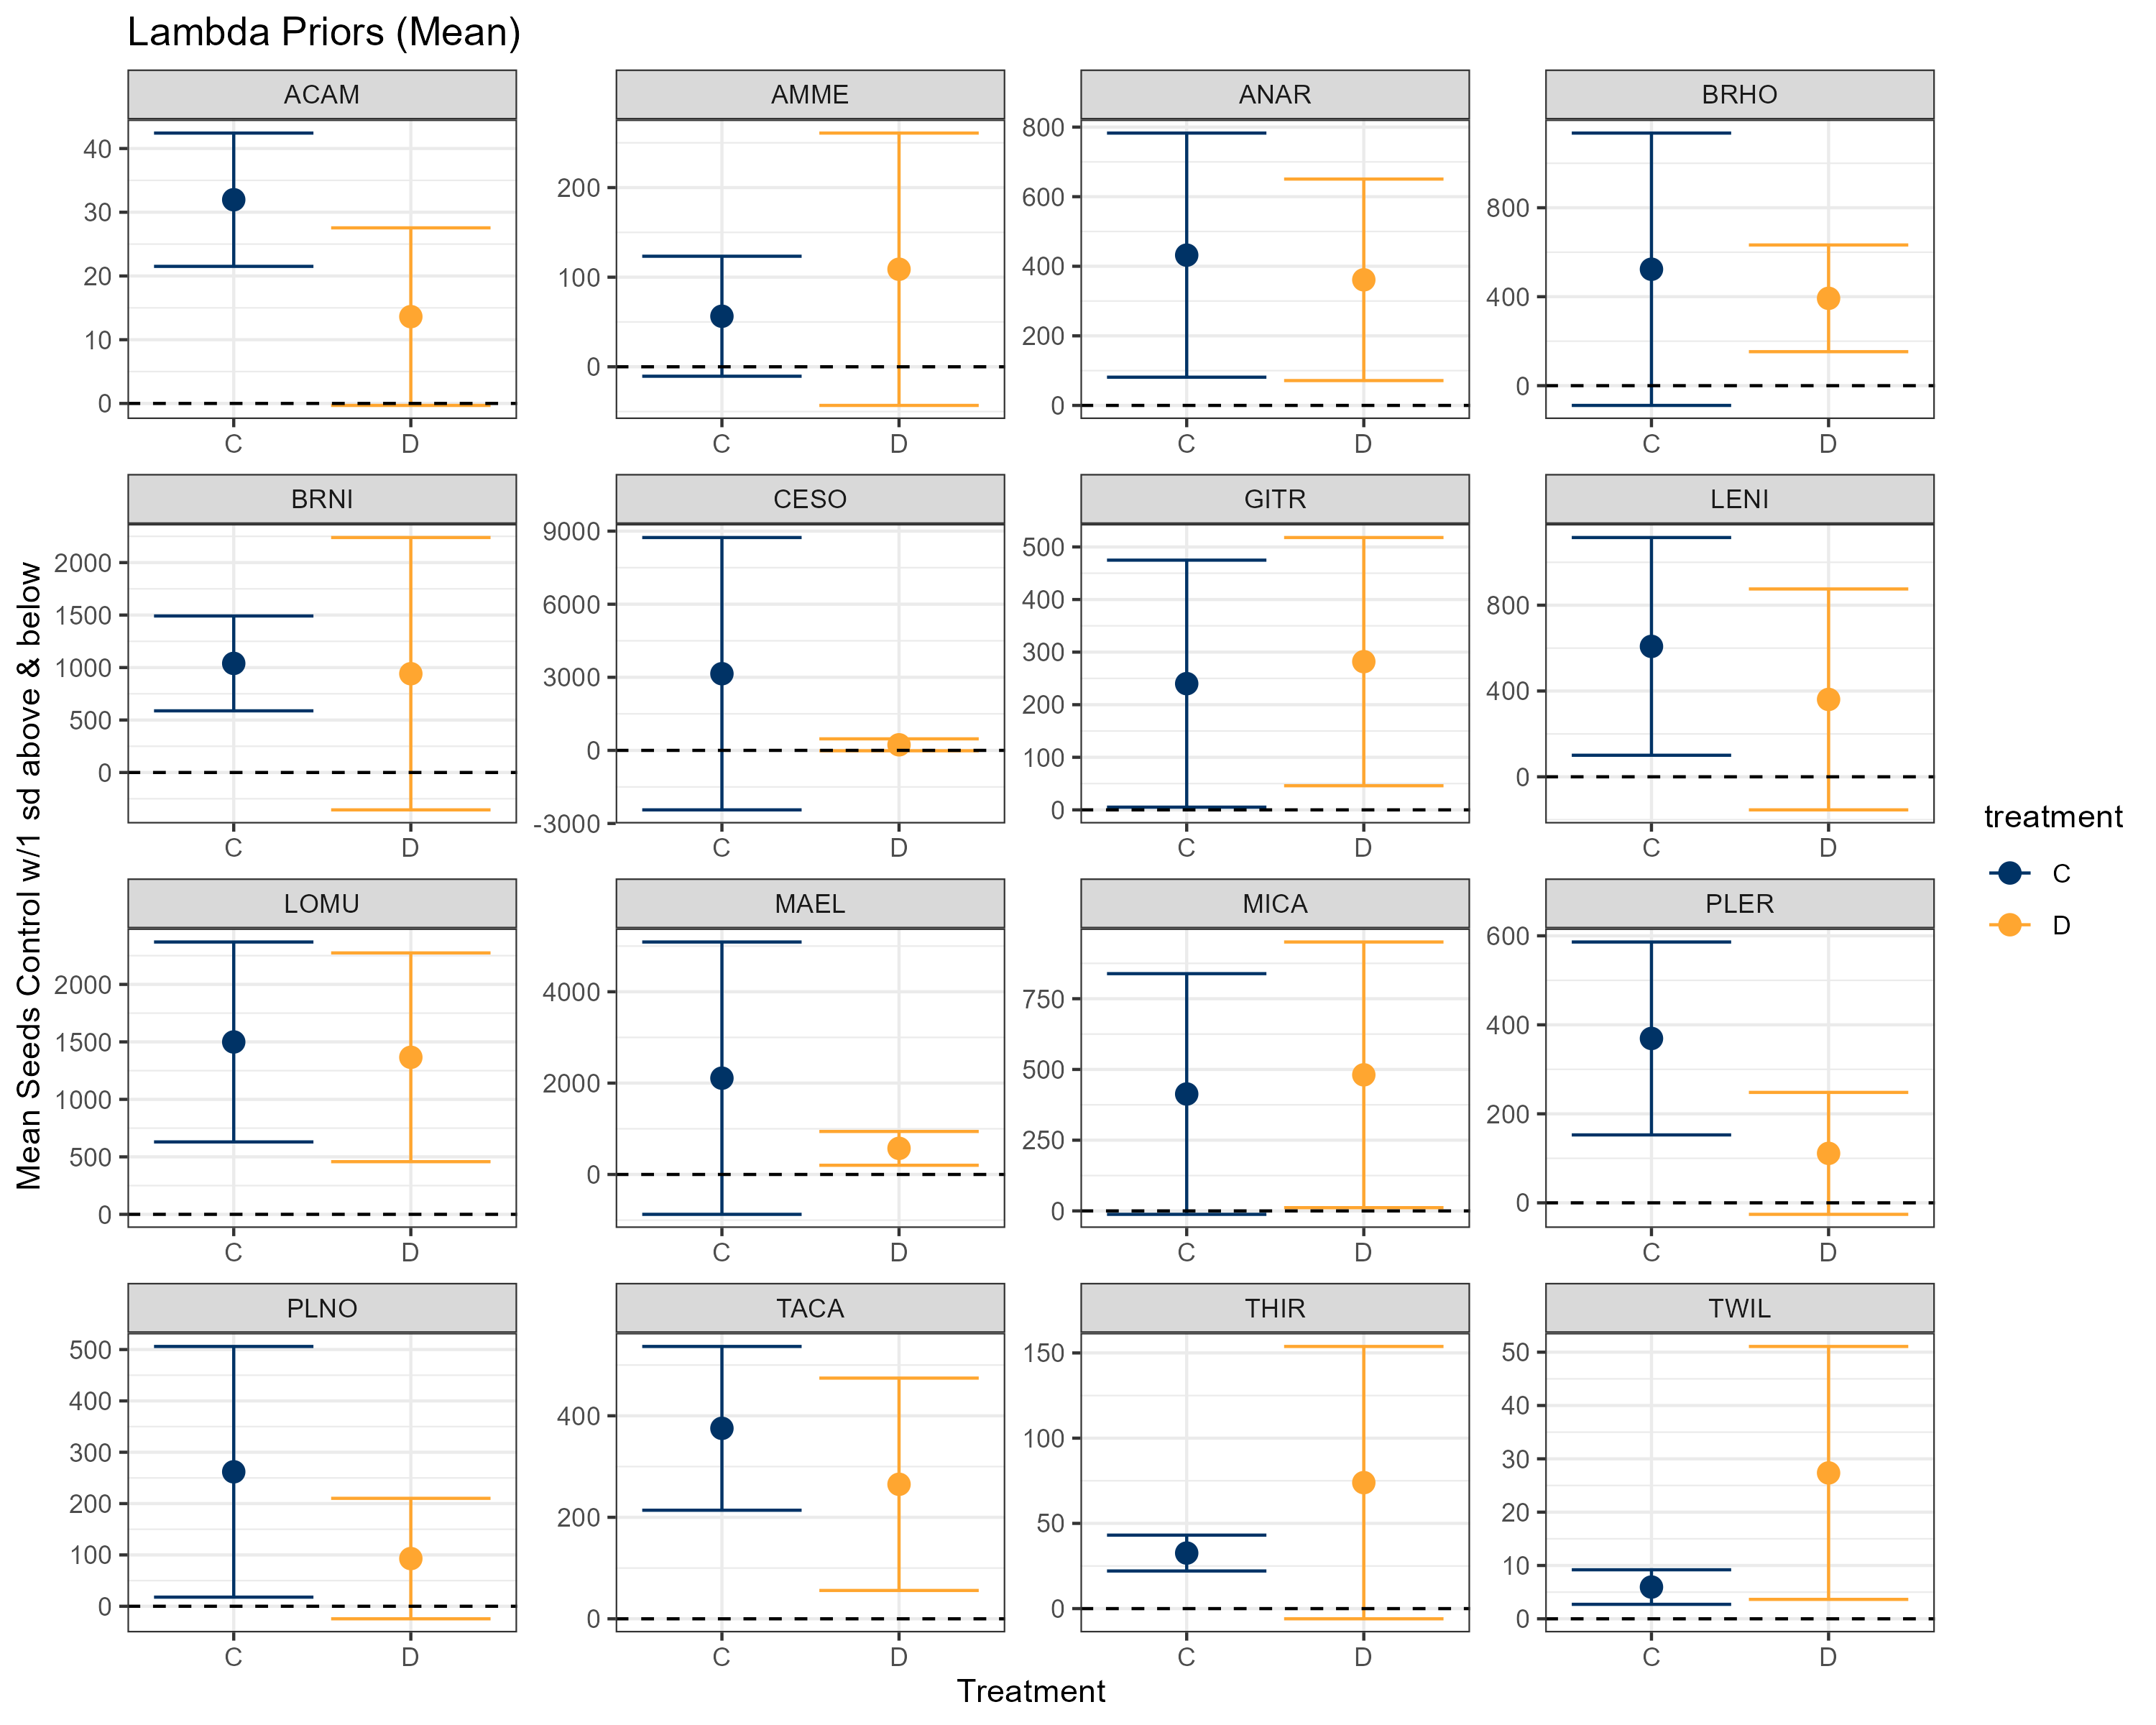 Lambda Priors (Mean)
ACAM AMME ANAR BRHO
40
30
20
10
0
C D
200
100
0
C D
800
600
400
200
0
C D
800
400
0
C D
BRNI CESO GITR LENI
2000
1500
1000
500
0
C D
9000
6000
3000
0
-3000
C D
500
400
300
200
100
0
C D
800
400
0
C D
LOMU MAEL MICA PLER
2000
1500
1000
500
0
C D
4000
2000
0
C D
750
500
250
0
C D
600
400
200
0
C D
PLNO TACA THIR TWIL
500
400
300
200
100
0
C D
400
200
0
C D
150
100
50
0
C D
50
40
30
20
10
0
C D
Treatment
Mean Seeds Control w/1 sd above & below
treatment
C
D